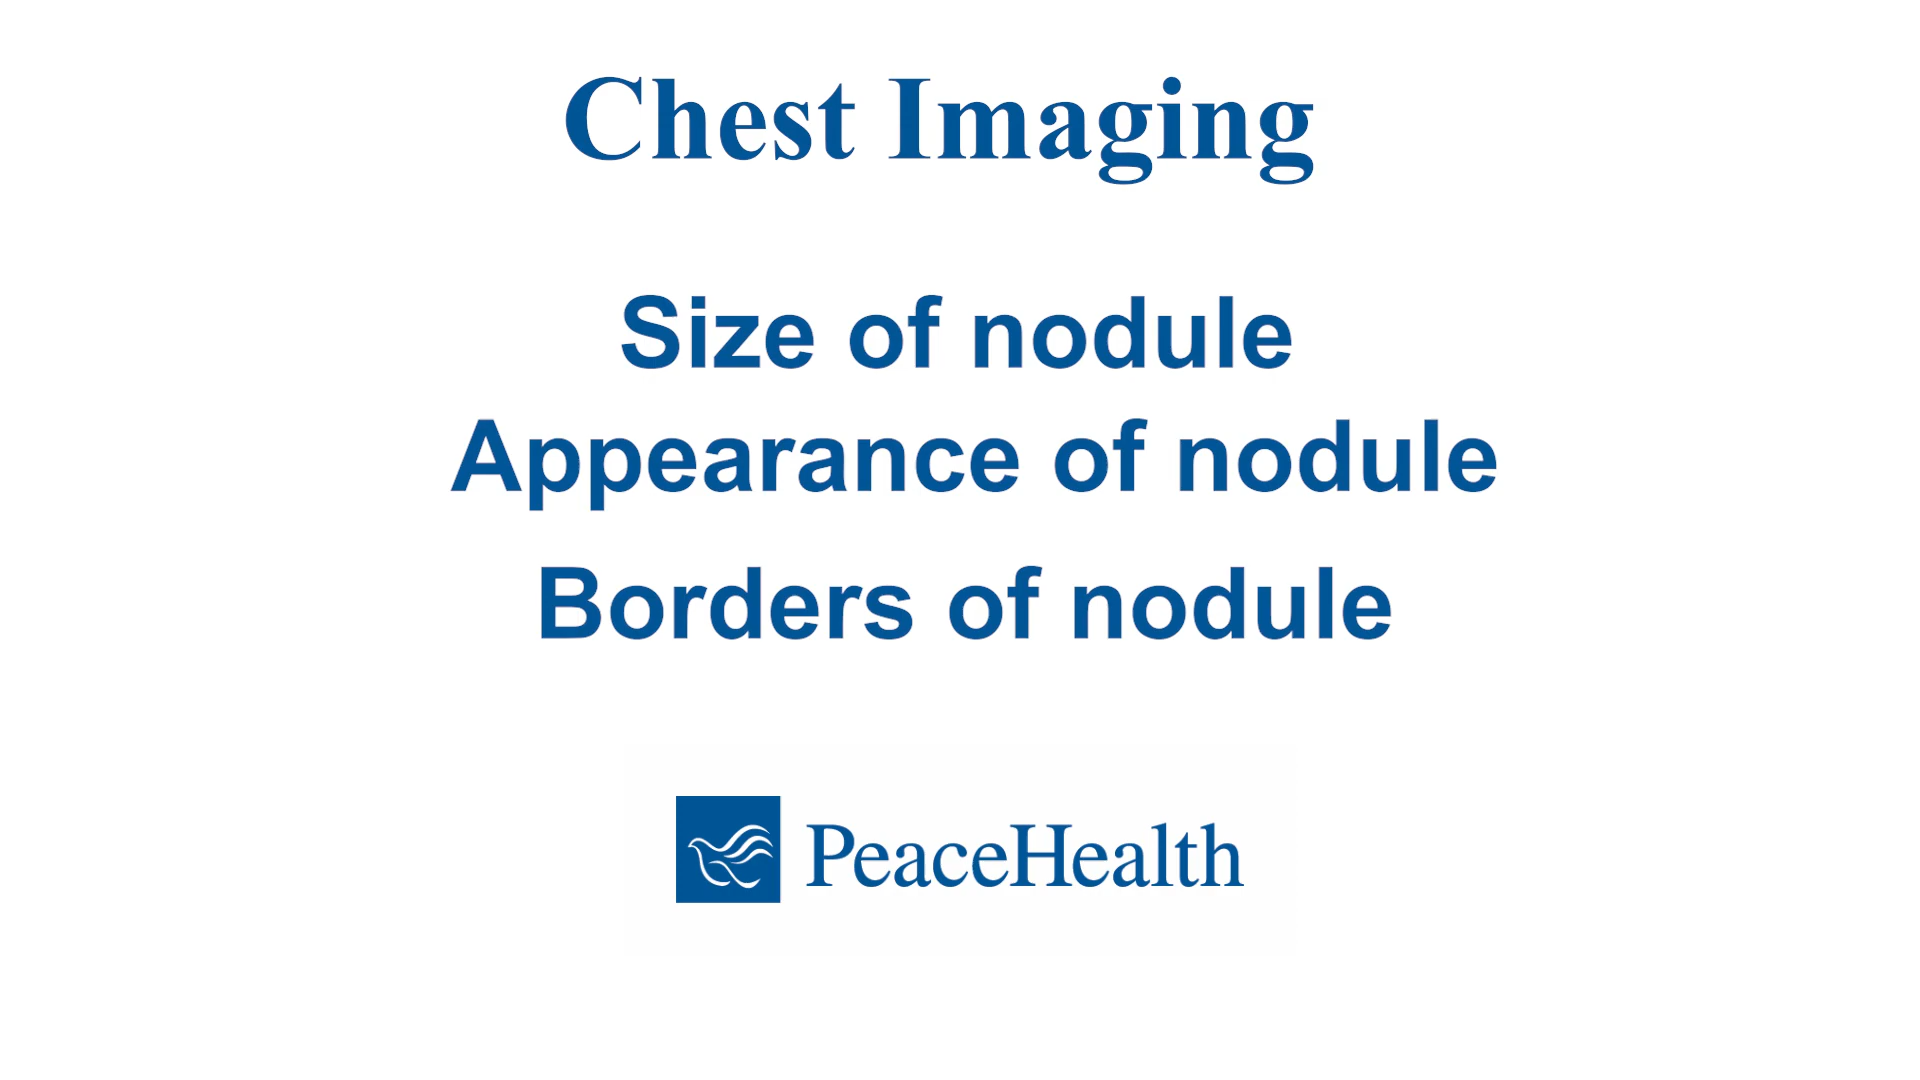 Chest Imaging
Size of nodule
Appearance of nodule
Borders of nodule
PeaceHealth